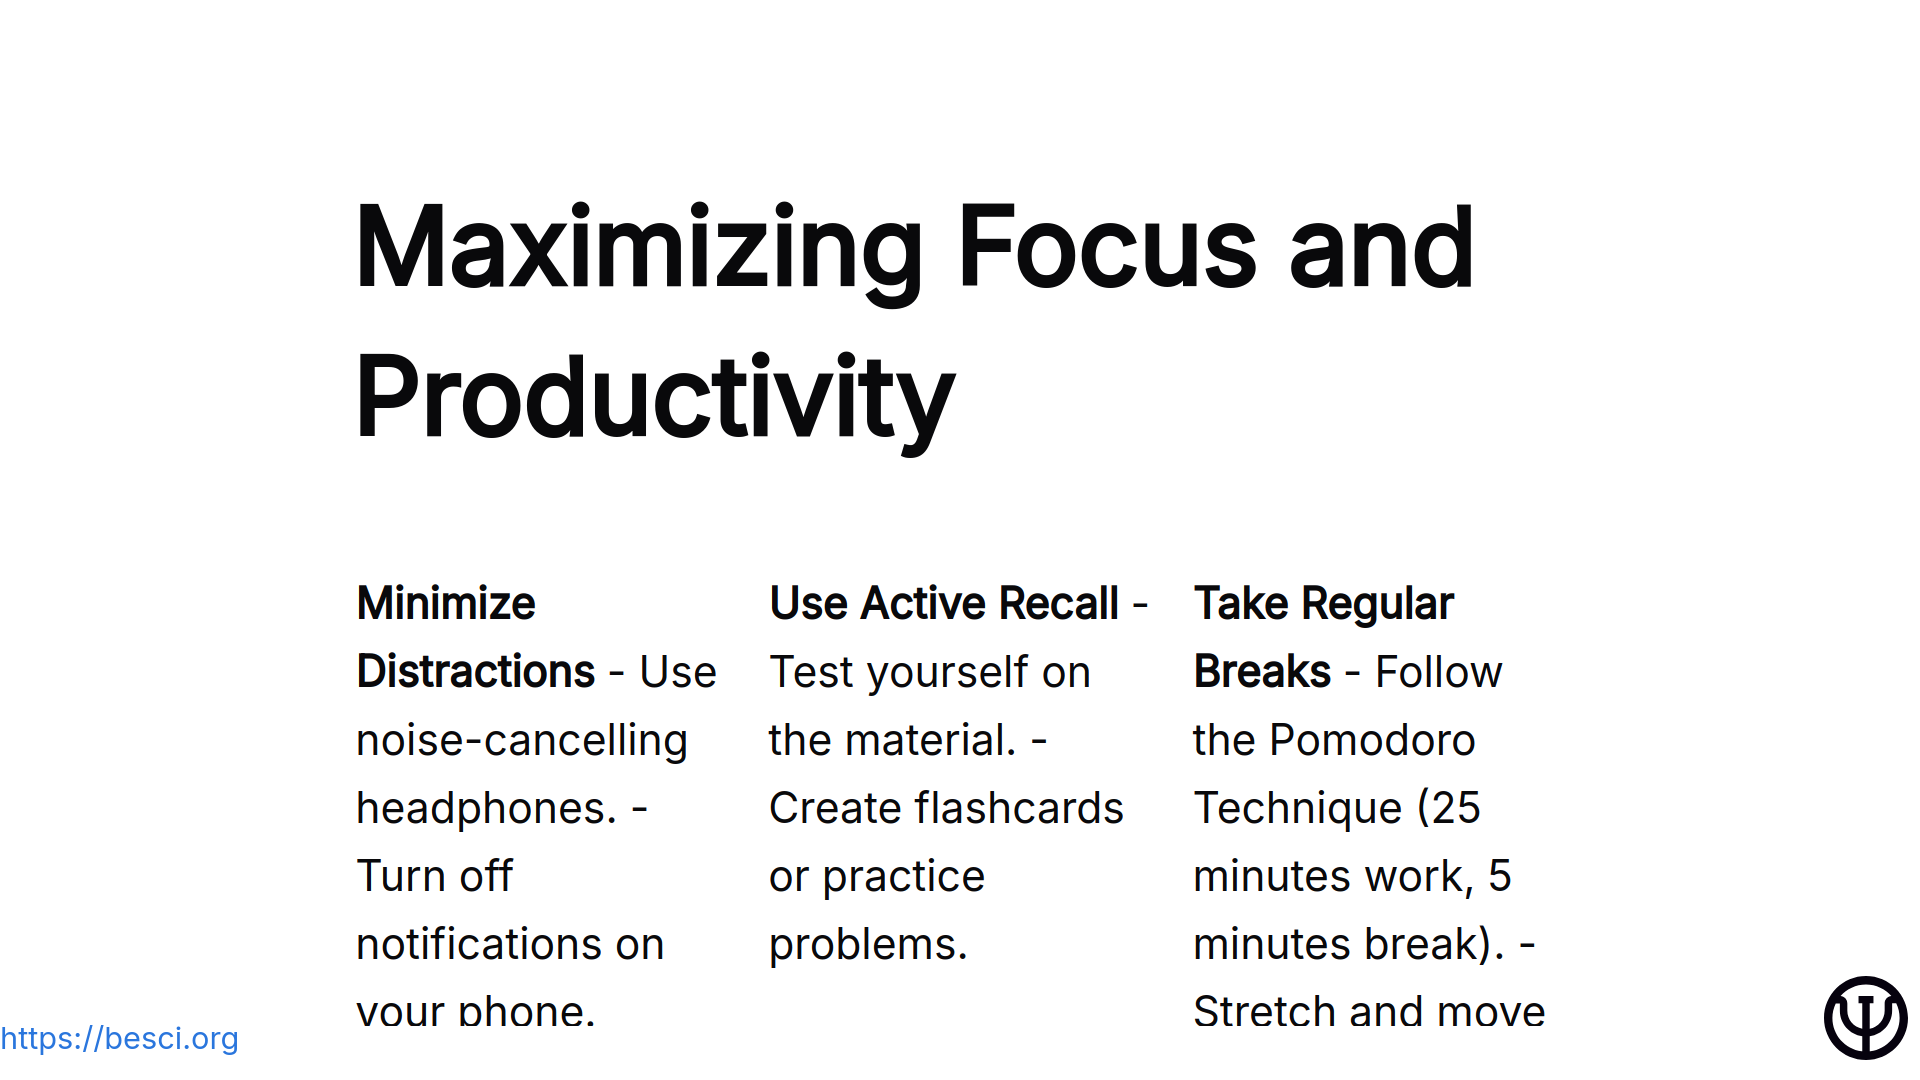 Maximizing Focus and
Productivity
Minimize
Distractions - Use
noise-cancelling
headphones. -
Turn off
notifications on
your phone.
Use Active Recall -
Test yourself on
the material. -
Create flashcards
or practice
problems.
Take Regular
Breaks - Follow
the Pomodoro
Technique (25
minutes work, 5
minutes break). -
Stretch and move
https://besci.org